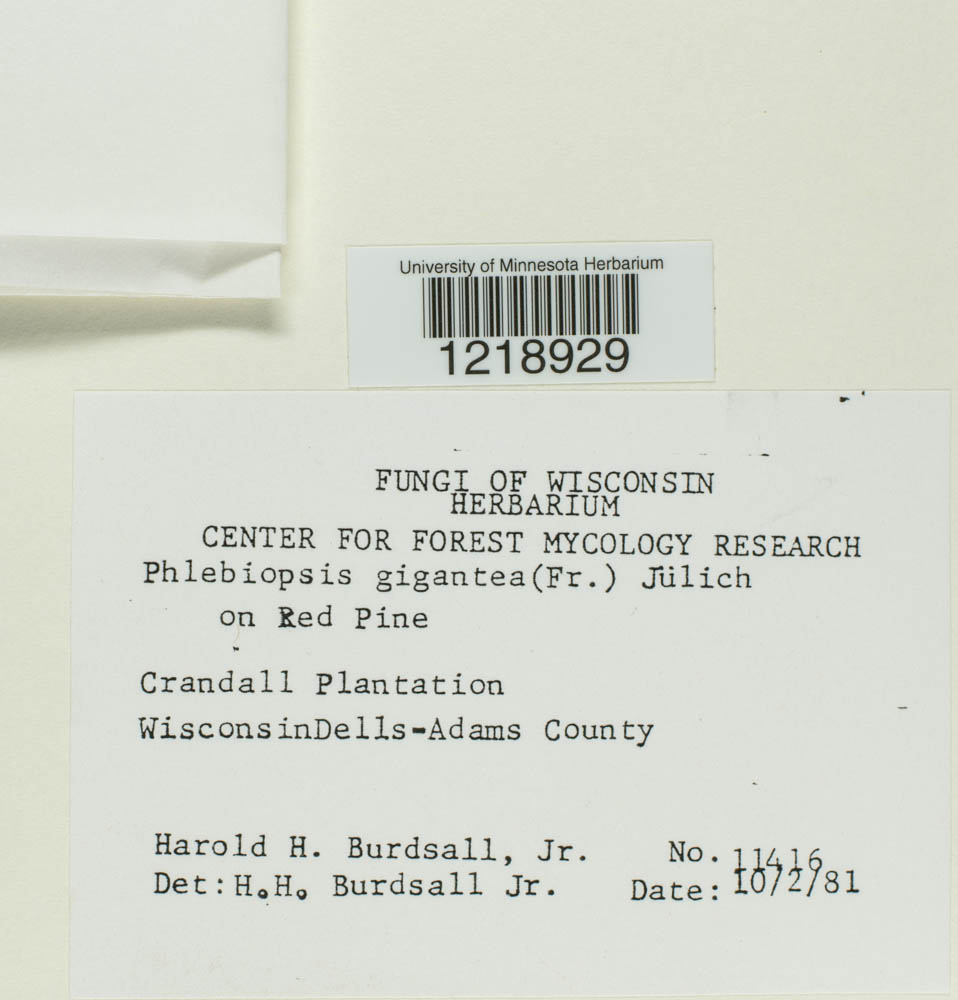 University of Minnesota Herbarium
1218929
FUNGI OF WISCONSIN
HERBARIUM
CENTER FOR FOREST MYCOLOGY RESEARCH
Phlebiopsis gigantea(Fr.) Jülich
on Red Pine
Crandall Plantation
WisconsinDells-Adams County
Harold H. Burdsall, Jr. No. 11416
Det:H.H. Burdsall Jr. Date: 10/2/81